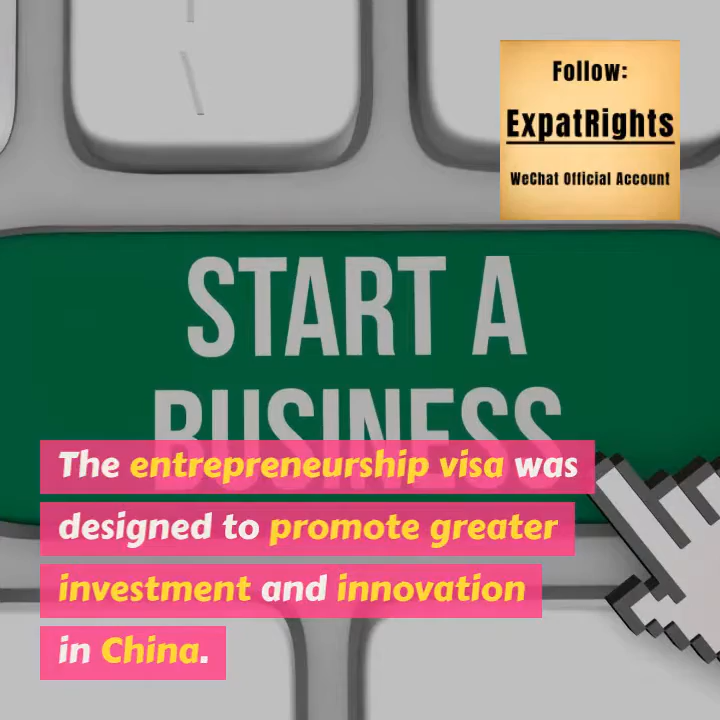 Follow:
ExpatRights
WeChat Official Account
START A
BUSINESS
The entrepreneurship visa was
designed to promote greater
investment and innovation
in China.